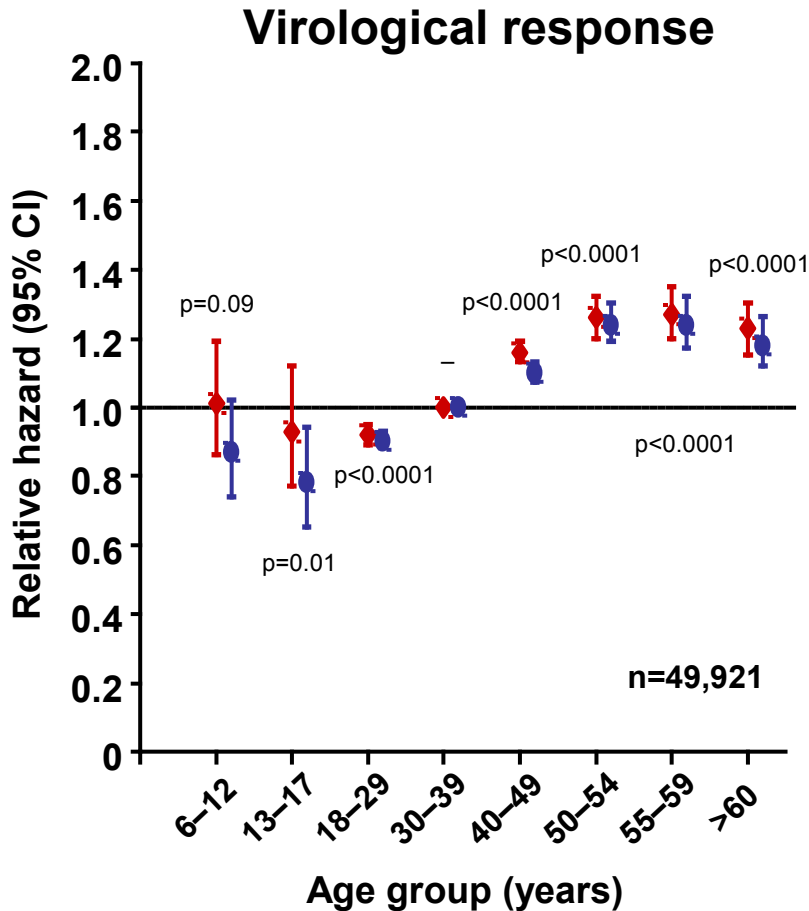 Virological response
Relative hazard (95% CI)
2.0
1.8
1.6
1.4
1.2
1.0
0.8
0.6
0.4
0.2
0
p=0.09
p=0.01
p<0.0001
–
p<0.0001
p<0.0001
p<0.0001
p<0.0001
n=49,921
6–12
13–17
18–29
30–39
40–49
50–54
55–59
>60
Age group (years)